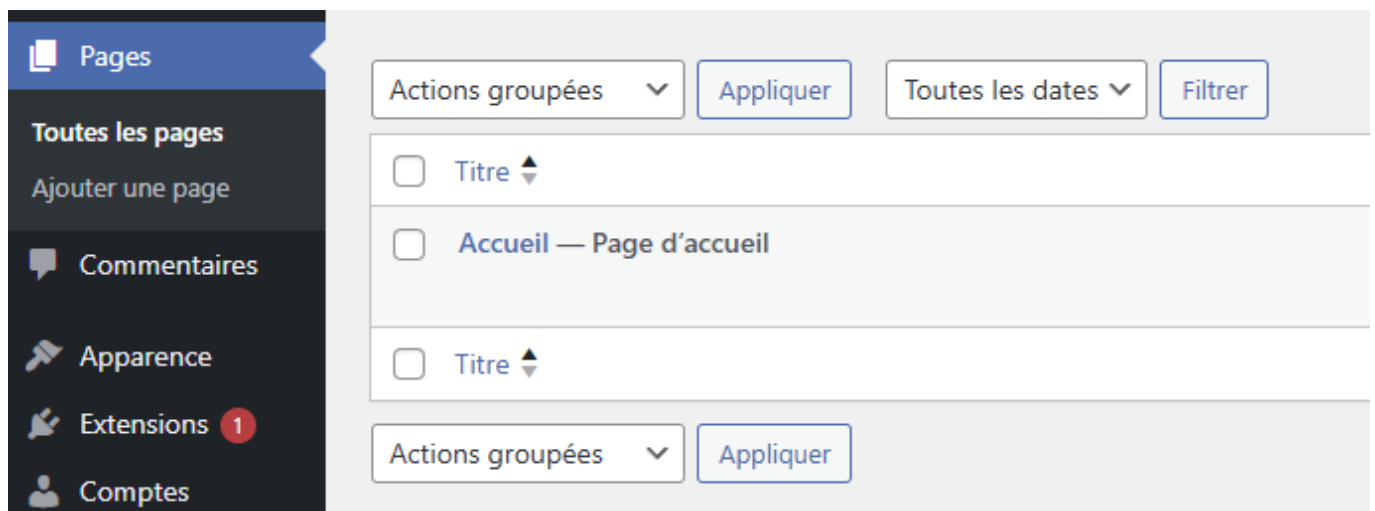 Pages
Toutes les pages
Ajouter une page
Commentaires
Apparence
Extensions 1
Comptes
Actions groupées Appliquer Toutes les dates Filtrer
Titre
Accueil — Page d’accueil
Titre
Actions groupées Appliquer